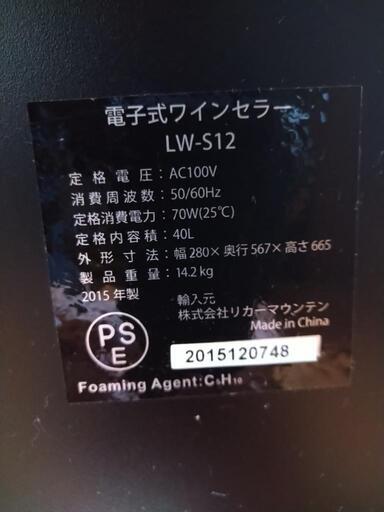 電子式ワインセラー
LW-S12
定格電圧：AC100V
消費周波数：50/60Hz
定格消費電力：70W(25℃)
定格内容積：40L
外形寸法：幅280×奥行567×高さ665
製品重量：14.2kg
2015年製 輸入元
株式会社リカーマウンテン
Made in China
PS
E
2015120748
Foaming Agent:C5H10